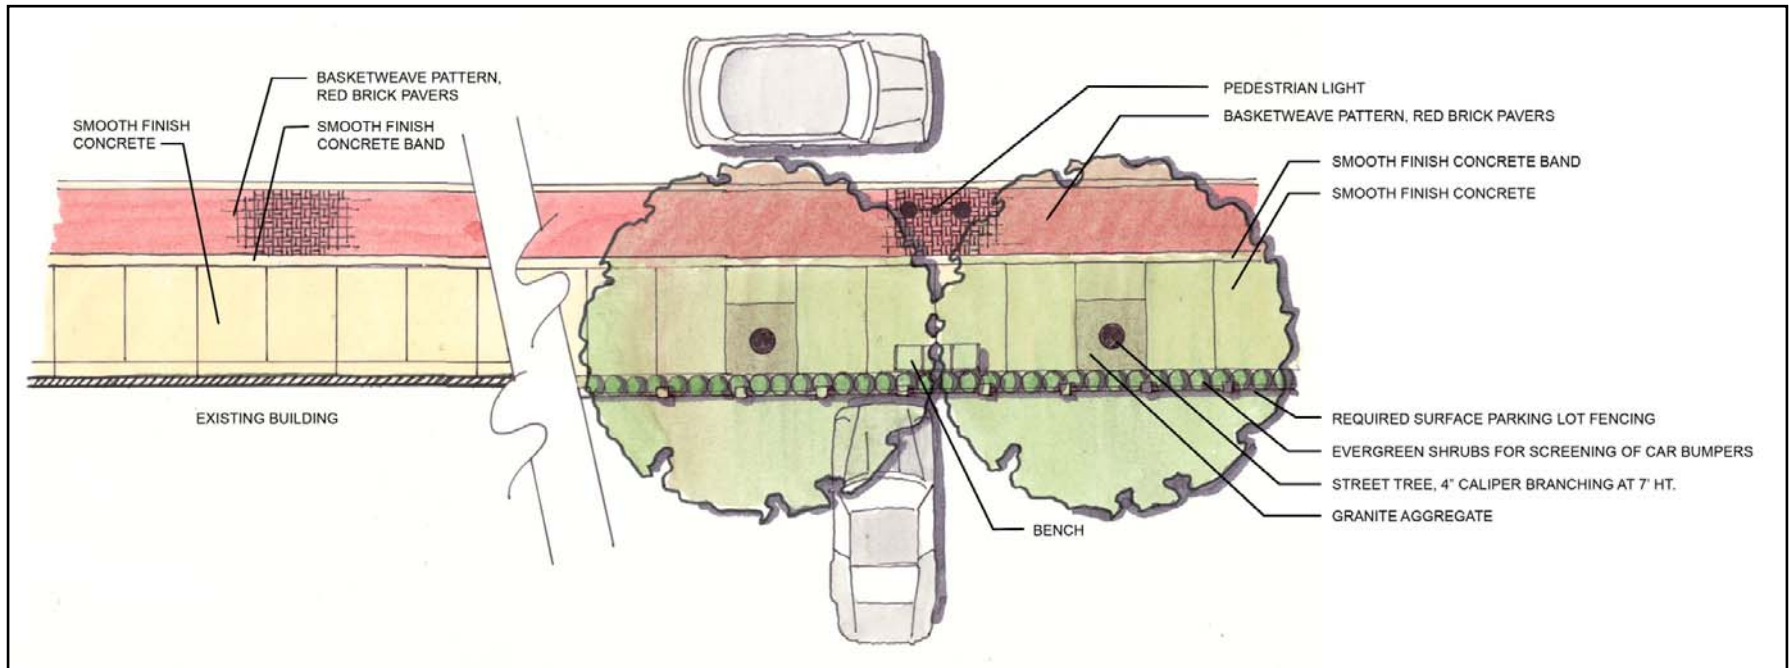 BASKETWEAVE PATTERN,
RED BRICK PAVERS
SMOOTH FINISH
CONCRETE
SMOOTH FINISH
CONCRETE BAND
EXISTING BUILDING
PEDESTRIAN LIGHT
BASKETWEAVE PATTERN, RED BRICK PAVERS
SMOOTH FINISH CONCRETE BAND
SMOOTH FINISH CONCRETE
REQUIRED SURFACE PARKING LOT FENCING
EVERGREEN SHRUBS FOR SCREENING OF CAR BUMPERS
STREET TREE, 4" CALIPER BRANCHING AT 7' HT.
GRANITE AGGREGATE
BENCH